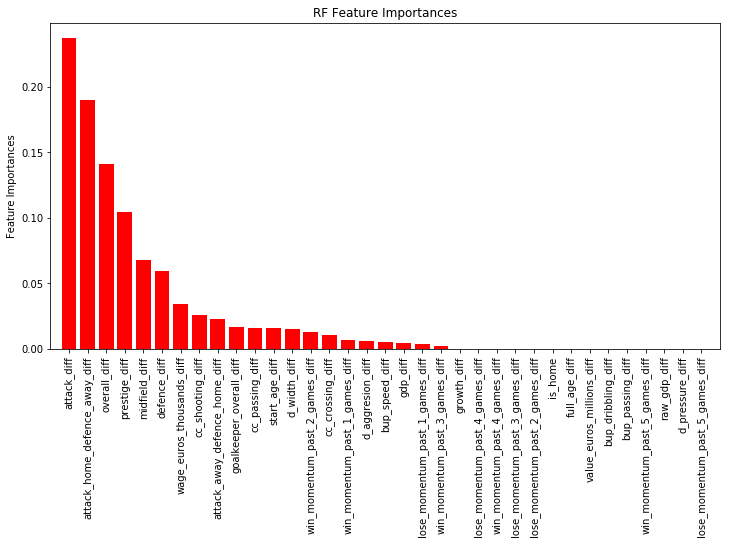 RF Feature Importances
Feature Importances
0.20
0.15
0.10
0.05
0.00
attack_diff
attack_home_defence_away_diff
overall_diff
prestige_diff
midfield_diff
defence_diff
wage_euros_thousands_diff
cc_shooting_diff
attack_away_defence_home_diff
goalkeeper_overall_diff
cc_passing_diff
start_age_diff
d_width_diff
win_momentum_past_2_games_diff
cc_crossing_diff
win_momentum_past_1_games_diff
d_aggresion_diff
bup_speed_diff
gdp_diff
lose_momentum_past_1_games_diff
win_momentum_past_3_games_diff
growth_diff
lose_momentum_past_4_games_diff
win_momentum_past_4_games_diff
lose_momentum_past_3_games_diff
lose_momentum_past_2_games_diff
is_home
full_age_diff
value_euros_millions_diff
bup_dribbling_diff
bup_passing_diff
win_momentum_past_5_games_diff
raw_gdp_diff
d_pressure_diff
lose_momentum_past_5_games_diff